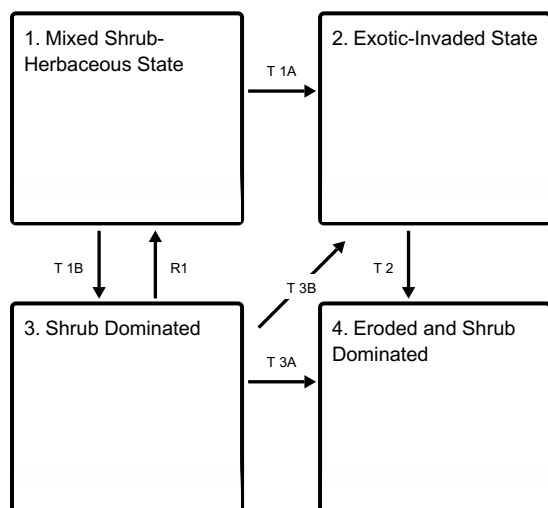 1. Mixed Shrub-
Herbaceous State
2. Exotic-Invaded State
T 1A
T 1B
R1
T 3B
T 2
3. Shrub Dominated
4. Eroded and Shrub
Dominated
T 3A